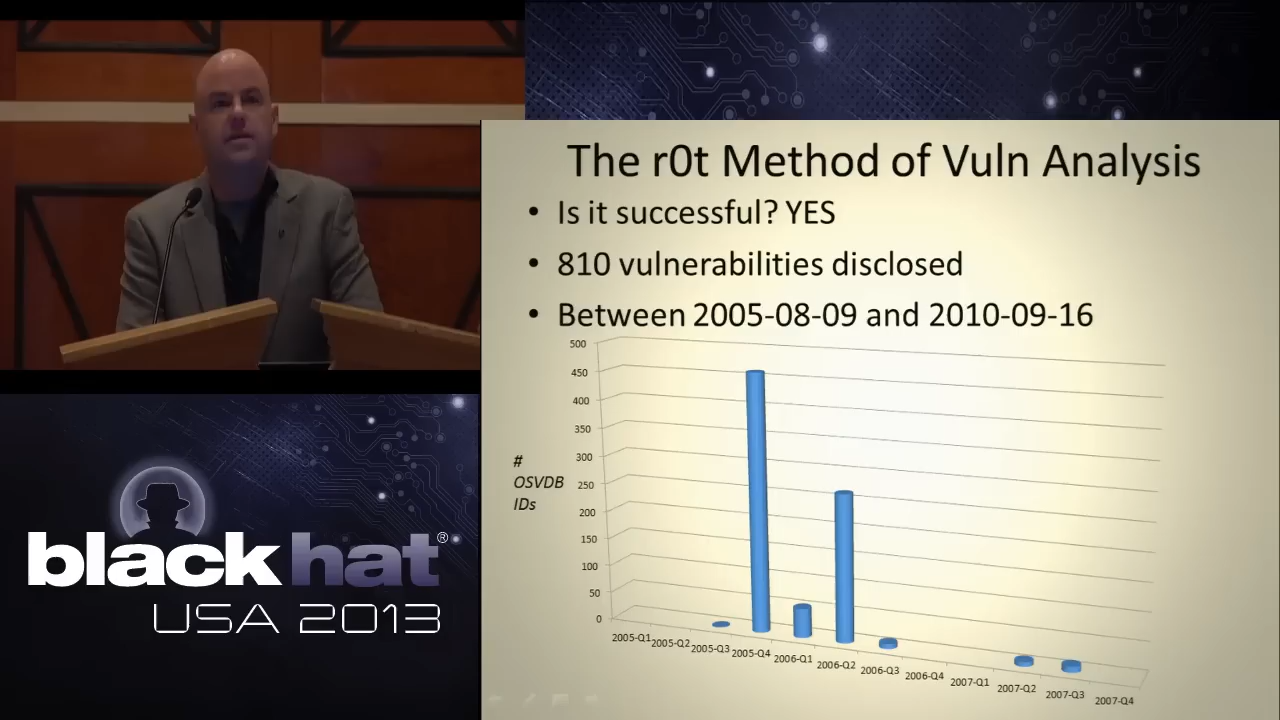 The r0t Method of Vuln Analysis
• Is it successful? YES
• 810 vulnerabilities disclosed
• Between 2005-08-09 and 2010-09-16
500
450
400
350
300
250
200
150
100
50
0
#
OSVDB
IDs
2005-Q1
2005-Q2
2005-Q3
2005-Q4
2006-Q1
2006-Q2
2006-Q3
2006-Q4
2007-Q1
2007-Q2
2007-Q3
2007-Q4
blackhat®
USA 2013